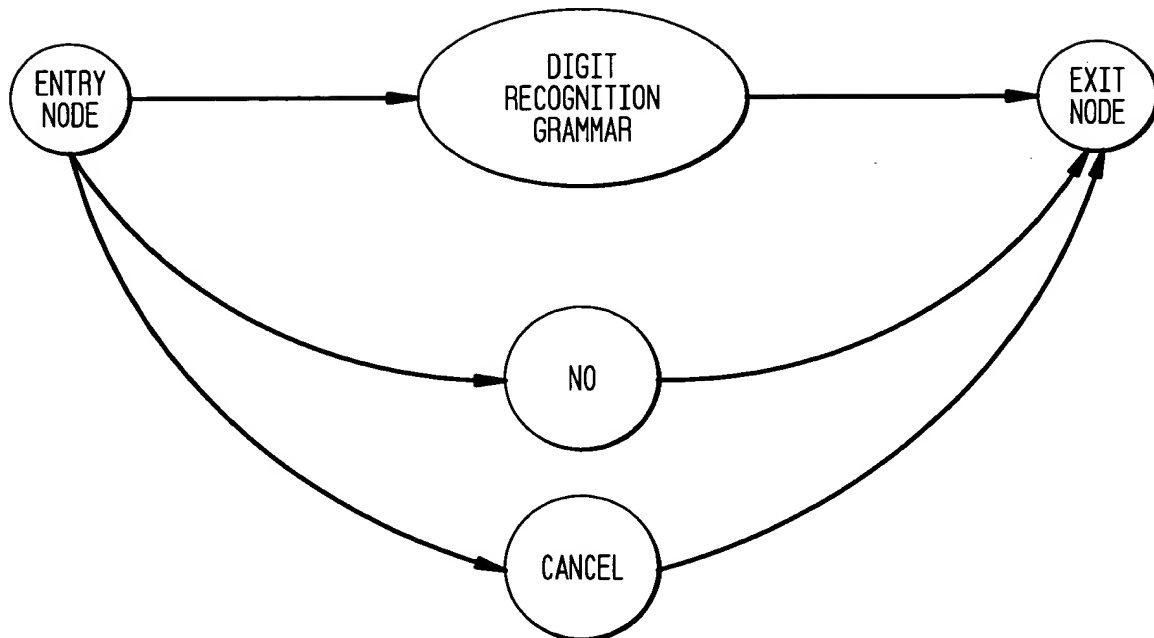 ENTRY
NODE
DIGIT
RECOGNITION
GRAMMAR
EXIT
NODE
NO
CANCEL